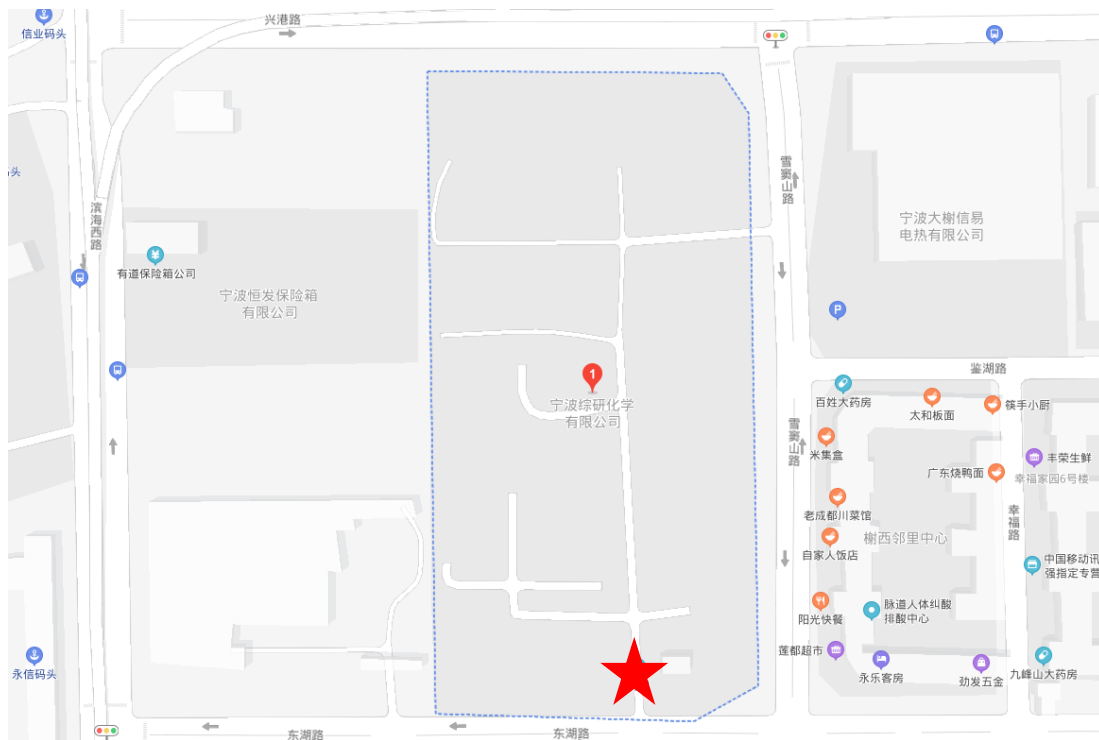 信业码头
兴港路
码头
滨海西路
雪窦山路
宁波大榭信易
电热有限公司
有道保险箱公司
宁波恒发保险箱
有限公司
P
1
宁波综研化学
有限公司
鉴湖路
百姓大药房
太和板面
筷手小厨
雪窦山路
米集盒
丰荣生鲜
广东烧鸭面
幸福家园6号楼
老成都川菜馆
幸福路
榭西邻里中心
自家人饭店
中国移动讯
强指定专营
脉道人体纠酸
排酸中心
阳光快餐
莲都超市
永乐客房
劲发五金
九峰山大药房
永信码头
东湖路
东湖路